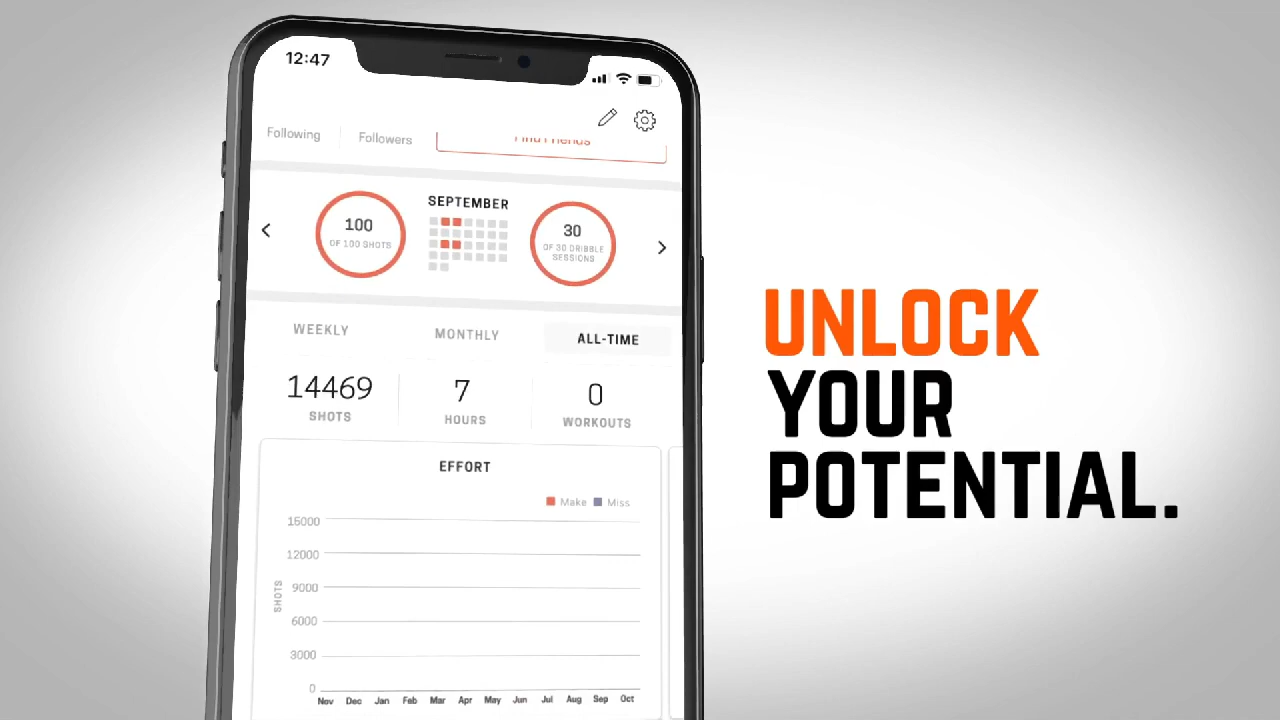 12:47
Following
Followers
Find Friends
SEPTEMBER
100
OF 100 SHOTS
30
OF 30 DRIBBLE
SESSIONS
WEEKLY
MONTHLY
ALL-TIME
14469
SHOTS
7
HOURS
0
WORKOUTS
EFFORT
Make
Miss
SHOTS
15000
12000
9000
6000
3000
0
Nov Dec Jan Feb Mar Apr May Jun Jul Aug Sep Oct
UNLOCK
YOUR
POTENTIAL.